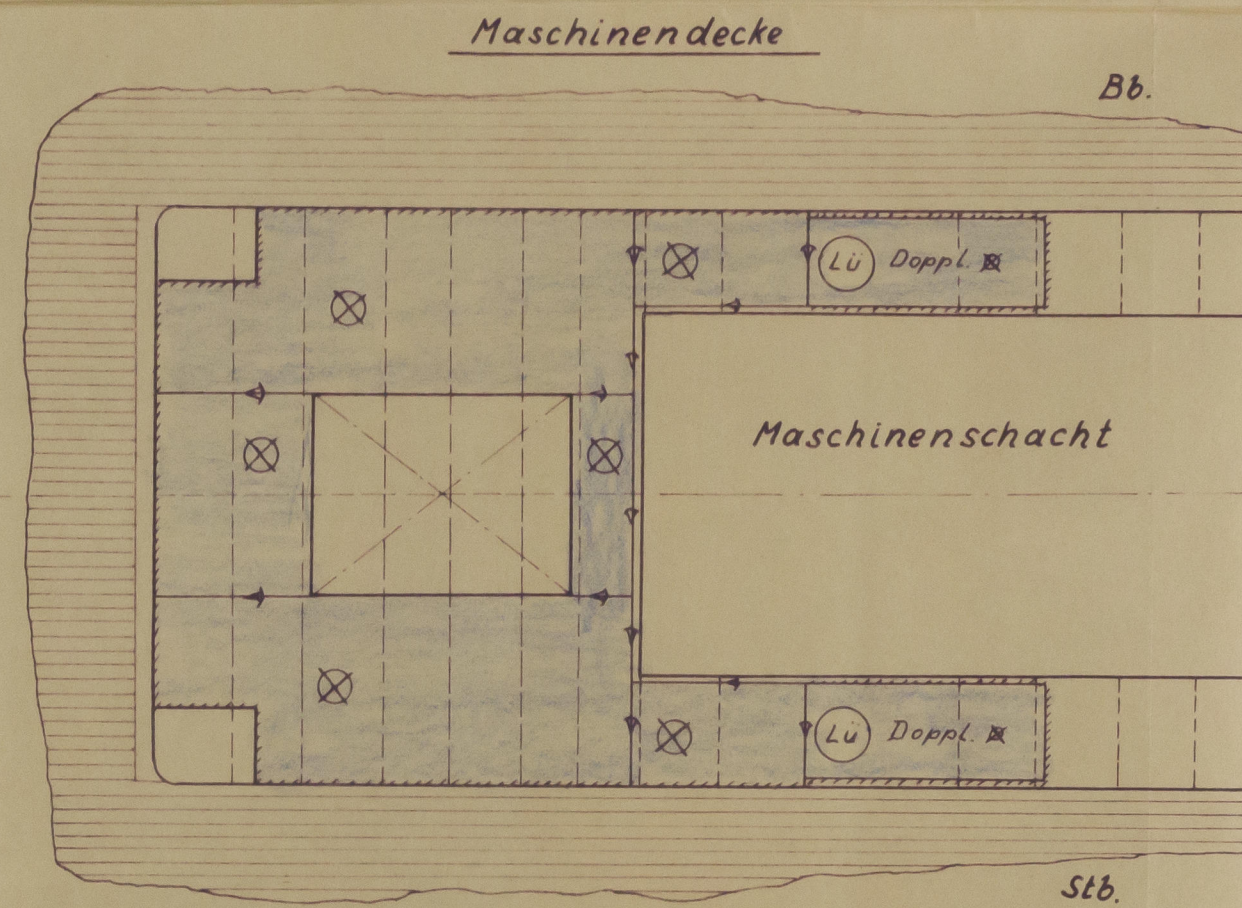 Maschinendecke
Bb.
Lü Doppl.
Maschinenschacht
Lü Doppl.
Stb.